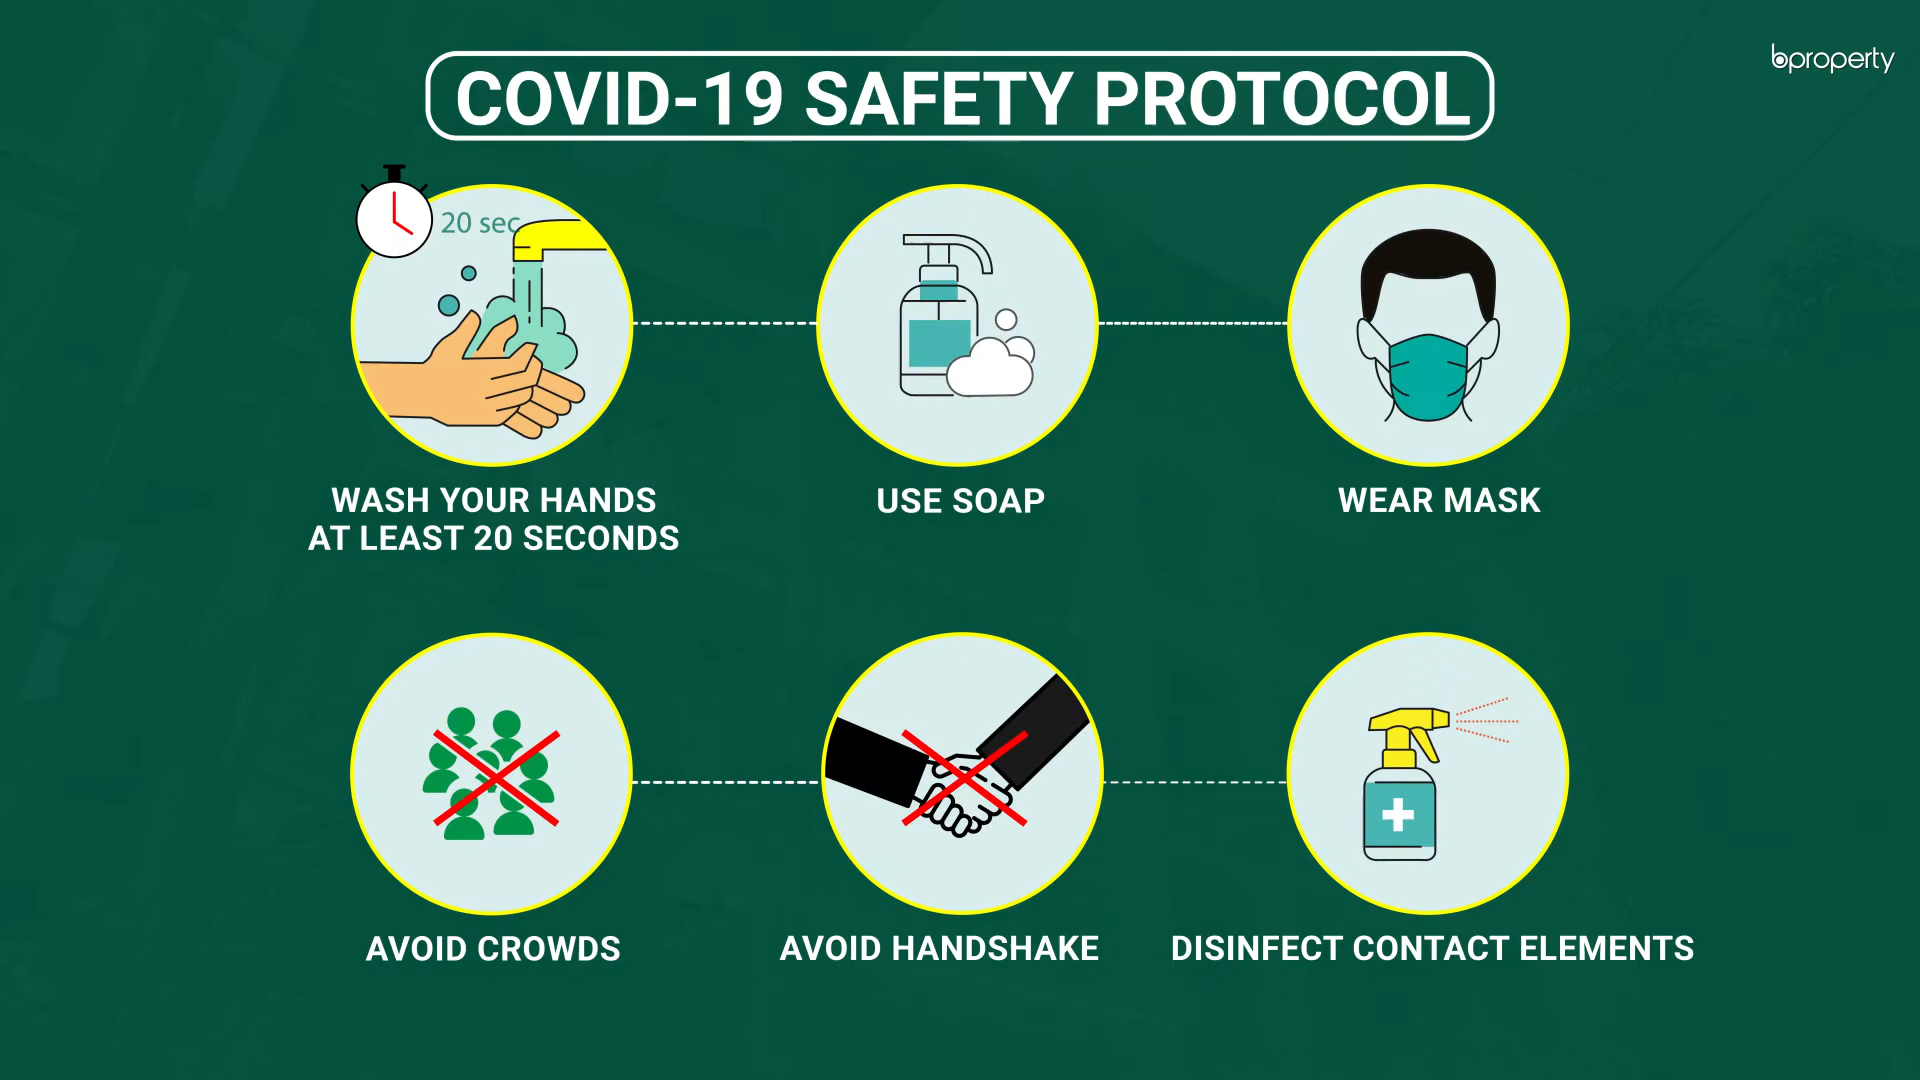 bproperty
COVID-19 SAFETY PROTOCOL
20 sec
WASH YOUR HANDS
AT LEAST 20 SECONDS
USE SOAP
WEAR MASK
AVOID CROWDS
AVOID HANDSHAKE
DISINFECT CONTACT ELEMENTS